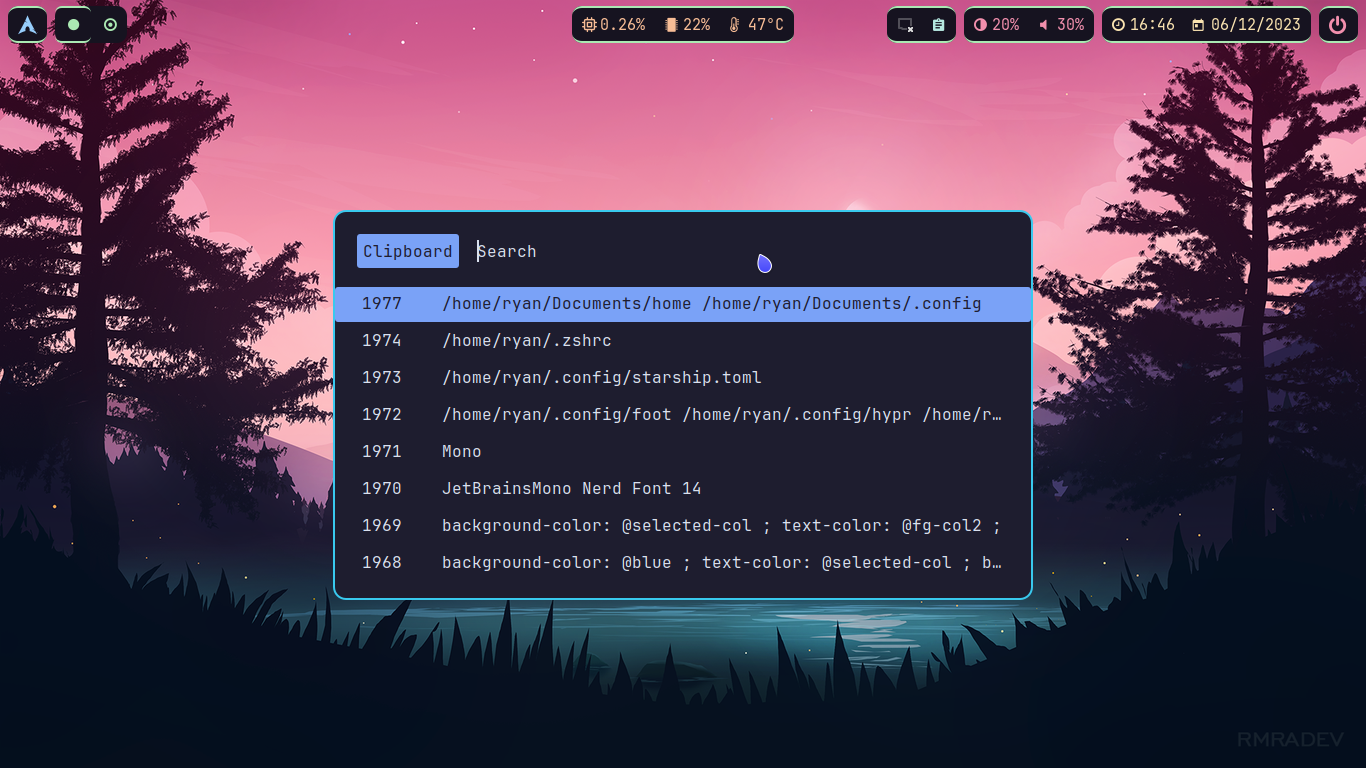 0.26% 22% 47°C 20% 30% 16:46 06/12/2023
Clipboard Search
1977 /home/ryan/Documents/home /home/ryan/Documents/.config
1974 /home/ryan/.zshrc
1973 /home/ryan/.config/starship.toml
1972 /home/ryan/.config/foot /home/ryan/.config/hypr /home/r…
1971 Mono
1970 JetBrainsMono Nerd Font 14
1969 background-color: @selected-col ; text-color: @fg-col2 ;
1968 background-color: @blue ; text-color: @selected-col ; b…
RMRADEV